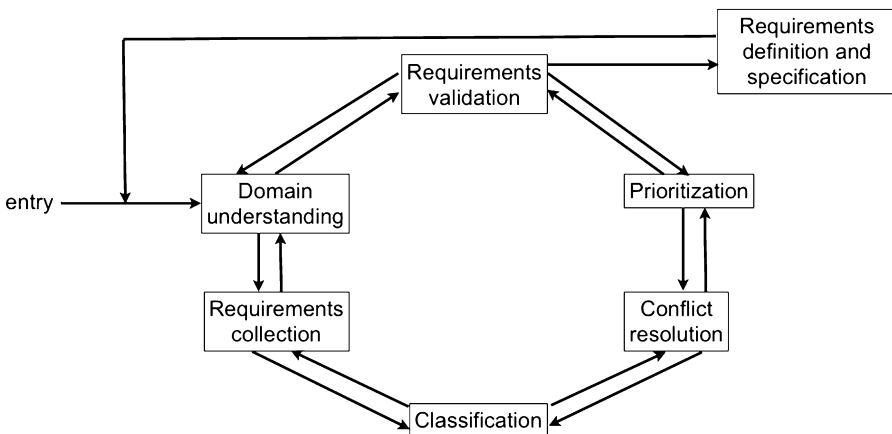 Requirements
definition and
specification
Requirements
validation
entry
Domain
understanding
Prioritization
Requirements
collection
Conflict
resolution
Classification